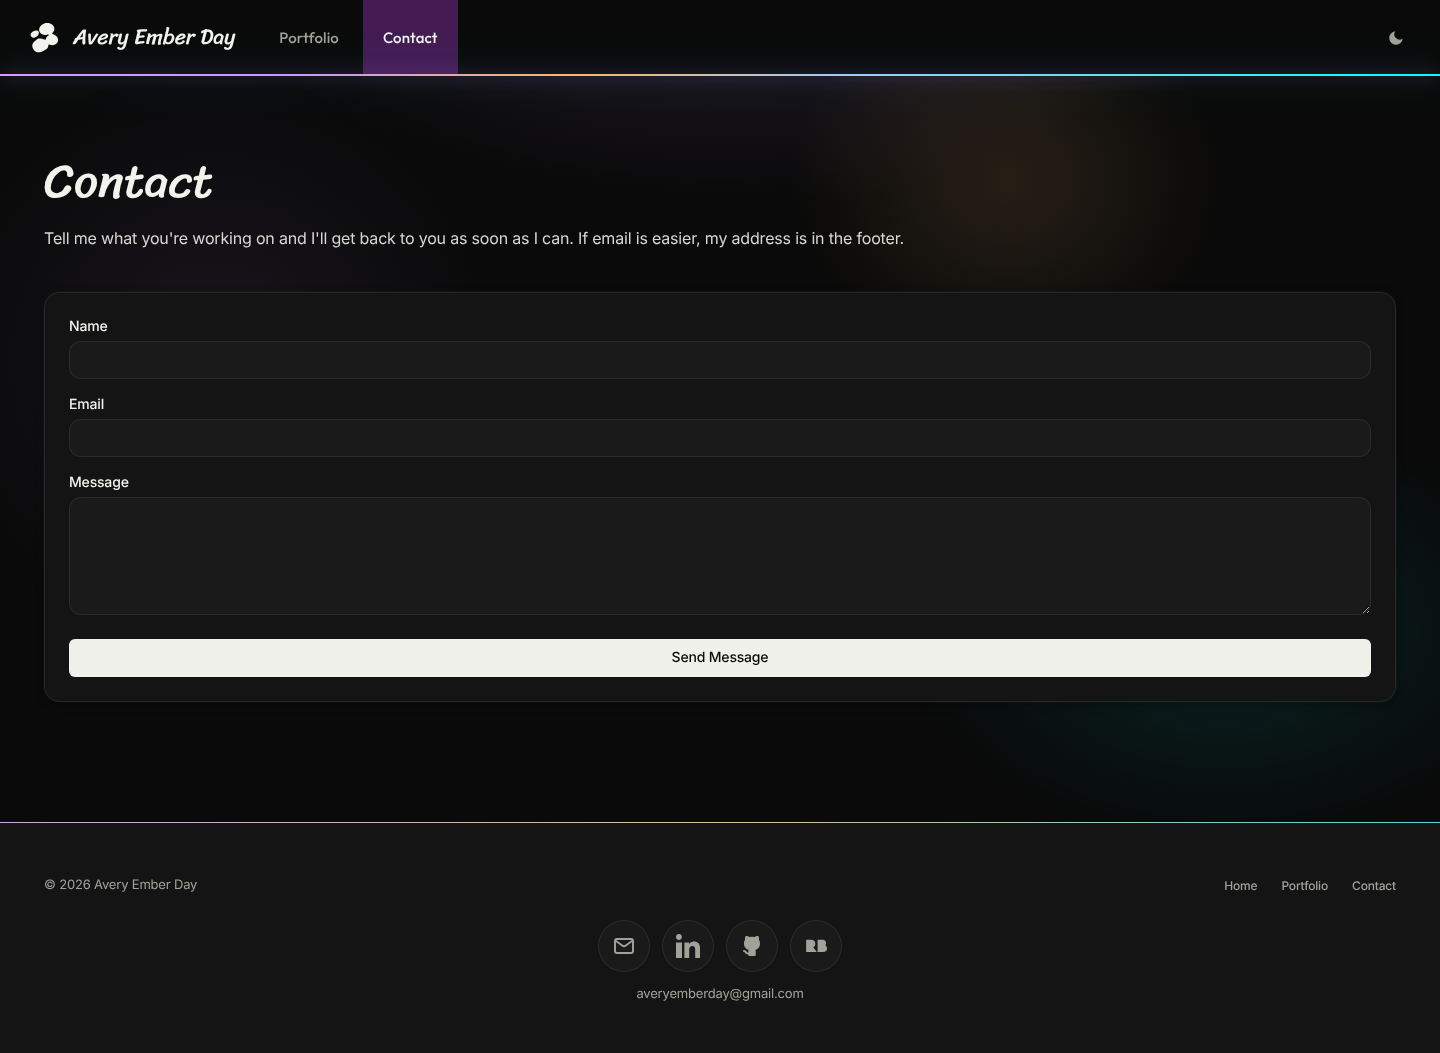 Avery Ember Day
Portfolio
Contact
Contact
Tell me what you're working on and I'll get back to you as soon as I can. If email is easier, my address is in the footer.
Name
Email
Message
Send Message
© 2026 Avery Ember Day
Home
Portfolio
Contact
in
RB
averyemberday@gmail.com